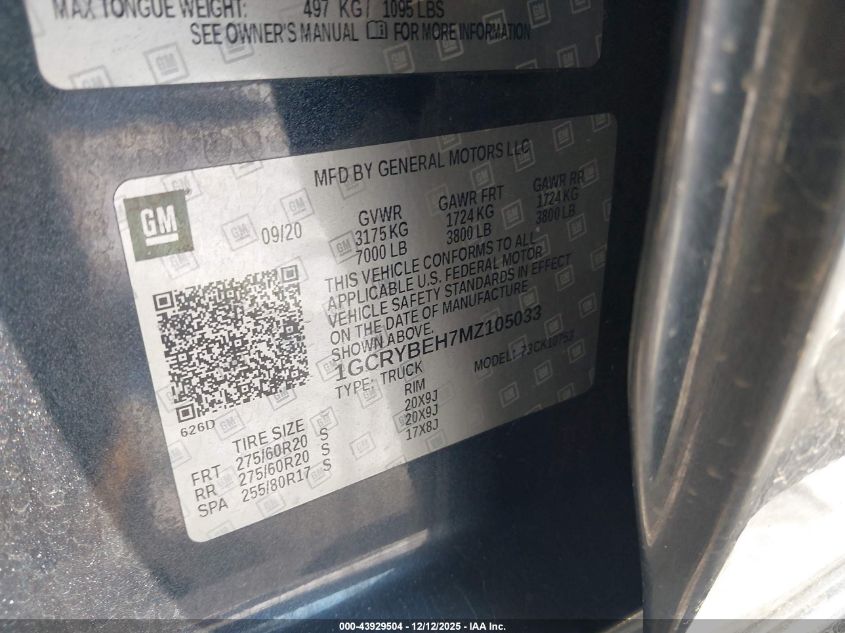 MAX TONGUE WEIGHT: 497 KG/ 1095 LBS
SEE OWNER'S MANUAL FOR MORE INFORMATION
MFD BY GENERAL MOTORS LLC
GM
09/20
GVWR GAWR FRT GAWR RR
3175 KG 1724 KG 1724 KG
7000 LB 3800 LB 3800 LB
THIS VEHICLE CONFORMS TO ALL
APPLICABLE U.S. FEDERAL MOTOR
VEHICLE SAFETY STANDARDS IN EFFECT
ON THE DATE OF MANUFACTURE
SHOWN ABOVE.
1GCRYBEH7MZ105033
TYPE: TRUCK MODEL:
626D
TIRE SIZE RIM
FRT 275/60R20 S 20X9J
RR 275/60R20 S 20X9J
SPA 255/80R17 S 17X8J
000-43929504 • 12/12/2025 - IAA Inc.